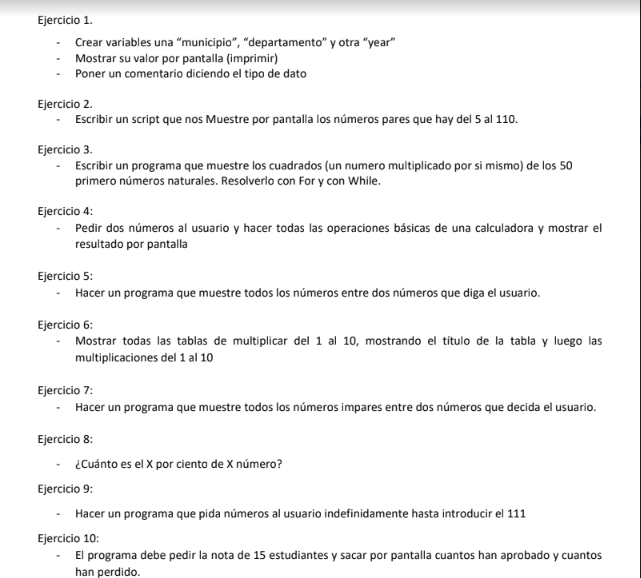 Ejercicio 1.
- Crear variables una “municipio”, “departamento” y otra “year”
- Mostrar su valor por pantalla (imprimir)
- Poner un comentario diciendo el tipo de dato
Ejercicio 2.
- Escribir un script que nos Muestre por pantalla los números pares que hay del 5 al 110.
Ejercicio 3.
- Escribir un programa que muestre los cuadrados (un numero multiplicado por si mismo) de los 50
primero números naturales. Resolverlo con For y con While.
Ejercicio 4:
- Pedir dos números al usuario y hacer todas las operaciones básicas de una calculadora y mostrar el
resultado por pantalla
Ejercicio 5:
- Hacer un programa que muestre todos los números entre dos números que diga el usuario.
Ejercicio 6:
- Mostrar todas las tablas de multiplicar del 1 al 10, mostrando el título de la tabla y luego las
multiplicaciones del 1 al 10
Ejercicio 7:
- Hacer un programa que muestre todos los números impares entre dos números que decida el usuario.
Ejercicio 8:
- ¿Cuánto es el X por ciento de X número?
Ejercicio 9:
- Hacer un programa que pida números al usuario indefinidamente hasta introducir el 111
Ejercicio 10:
- El programa debe pedir la nota de 15 estudiantes y sacar por pantalla cuantos han aprobado y cuantos
han perdido.